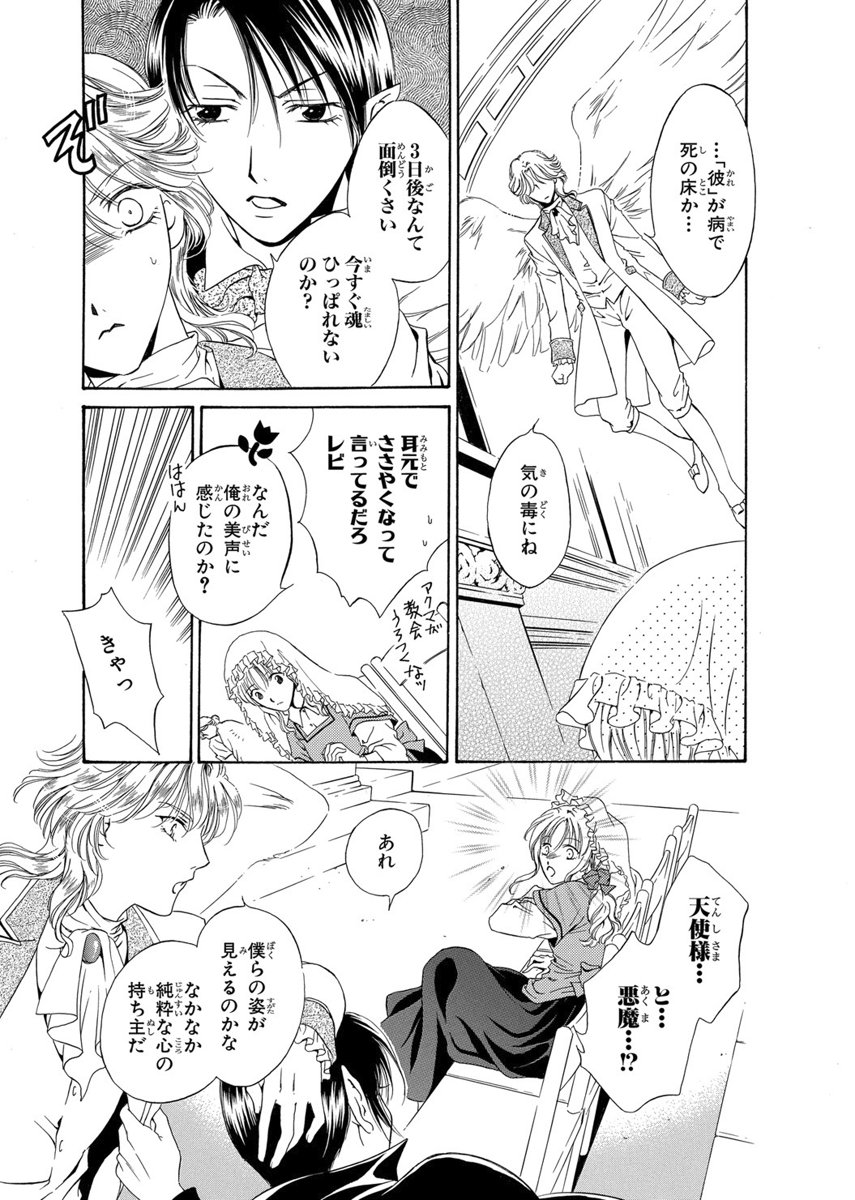 …「彼」が病で
死の床か…
気の毒にね
3日後なんて
面倒くさい
今すぐ魂
ひっぱれない
のか?
ぞ
耳元で
ささやくなって
言ってるだろ
レビ
アクマが
教会
うろつくなッ
なんだ
俺の美声に
感じたのか?
ははん
きゃっ
天使様…
と…
悪魔…!?
あれ
僕らの姿が
見えるのかな
なかなか
純粋な心の
持ち主だ